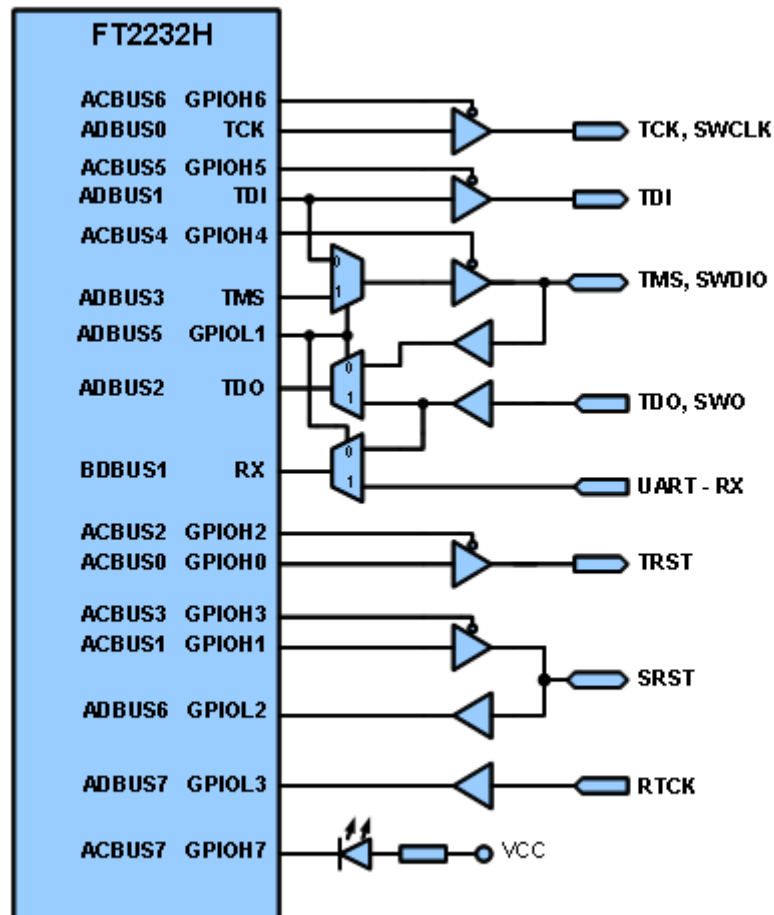 FT2232H
ACBUS6 GPIOH6
ADBUS0 TCK
TCK, SWCLK
ACBUS5 GPIOH5
ADBUS1 TDI
TDI
ACBUS4 GPIOH4
0
1
ADBUS3 TMS
TMS, SWDIO
ADBUS5 GPIOL1
0
1
ADBUS2 TDO
TDO, SWO
0
1
BDBUS1 RX
UART - RX
ACBUS2 GPIOH2
ACBUS0 GPIOH0
TRST
ACBUS3 GPIOH3
ACBUS1 GPIOH1
SRST
ADBUS6 GPIOL2
ADBUS7 GPIOL3
RTCK
ACBUS7 GPIOH7
VCC